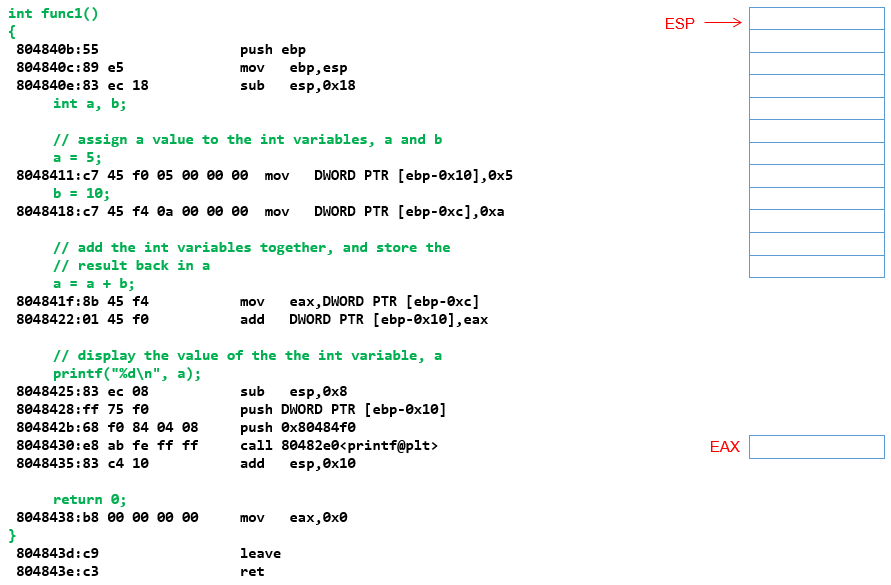 int func1()
{
804840b:55 push ebp
804840c:89 e5 mov ebp,esp
804840e:83 ec 18 sub esp,0x18
int a, b;
// assign a value to the int variables, a and b
a = 5;
8048411:c7 45 f0 05 00 00 00 mov DWORD PTR [ebp-0x10],0x5
b = 10;
8048418:c7 45 f4 0a 00 00 00 mov DWORD PTR [ebp-0xc],0xa
// add the int variables together, and store the
// result back in a
a = a + b;
804841f:8b 45 f4 mov eax,DWORD PTR [ebp-0xc]
8048422:01 45 f0 add DWORD PTR [ebp-0x10],eax
// display the value of the the int variable, a
printf("%d\n", a);
8048425:83 ec 08 sub esp,0x8
8048428:ff 75 f0 push DWORD PTR [ebp-0x10]
804842b:68 f0 84 04 08 push 0x80484f0
8048430:e8 ab fe ff ff call 80482e0<printf@plt>
8048435:83 c4 10 add esp,0x10
return 0;
8048438:b8 00 00 00 00 mov eax,0x0
}
804843d:c9 leave
804843e:c3 ret
ESP
EAX